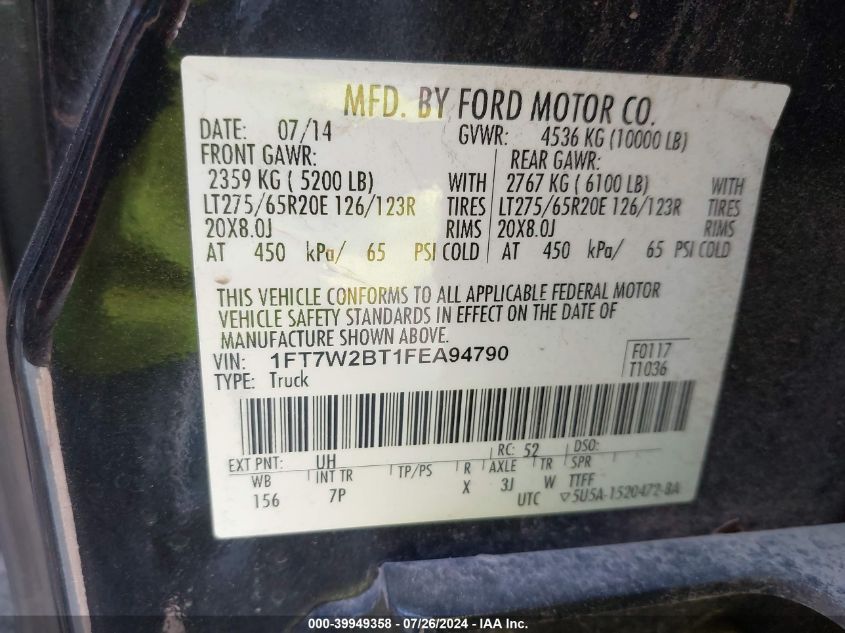 MFD. BY FORD MOTOR CO.
DATE: 07/14 GVWR: 4536 KG (10000 LB)
FRONT GAWR: REAR GAWR:
2359 KG ( 5200 LB) WITH 2767 KG ( 6100 LB) WITH
LT275/65R20E 126/123R TIRES LT275/65R20E 126/123R TIRES
20X8.0J RIMS 20X8.0J RIMS
AT 450 kPa/ 65 PSI COLD AT 450 kPa/ 65 PSI COLD
THIS VEHICLE CONFORMS TO ALL APPLICABLE FEDERAL MOTOR
VEHICLE SAFETY STANDARDS IN EFFECT ON THE DATE OF
MANUFACTURE SHOWN ABOVE.
VIN: 1FT7W2BT1FEA94790 F0117
TYPE: Truck T1036
EXT PNT: UH RC: 52 DSO:
WB INT TR TP/PS R AXLE TR SPR
156 7P X 3J W TTFF
UTC ▽5U5A-1520472-BA
000-39949358 - 07/26/2024 - © IAA Inc.